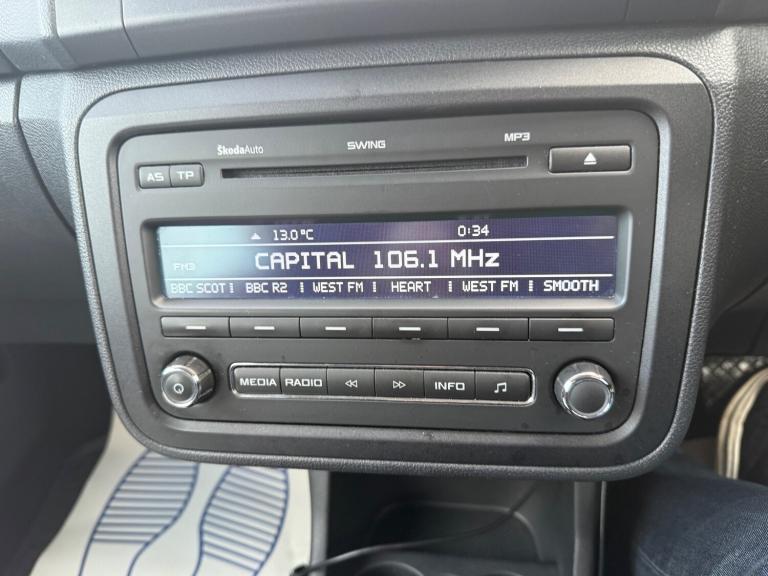 ŠkodaAuto SWING MP3
AS TP
13.0°C 0:34
FM3 CAPITAL 106.1 MHz
BBC SCOT BBC R2 WEST FM HEART WEST FM SMOOTH
MEDIA RADIO INFO